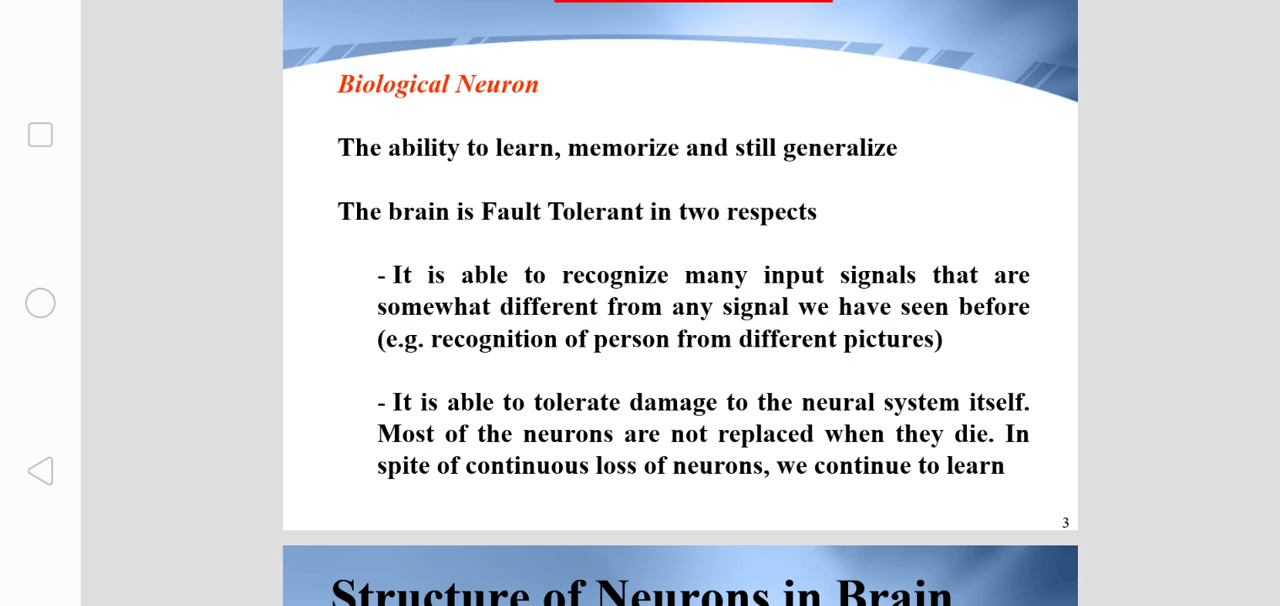 Biological Neuron
The ability to learn, memorize and still generalize
The brain is Fault Tolerant in two respects
- It is able to recognize many input signals that are
somewhat different from any signal we have seen before
(e.g. recognition of person from different pictures)
- It is able to tolerate damage to the neural system itself.
Most of the neurons are not replaced when they die. In
spite of continuous loss of neurons, we continue to learn
3
Structure of Neurons in Brain